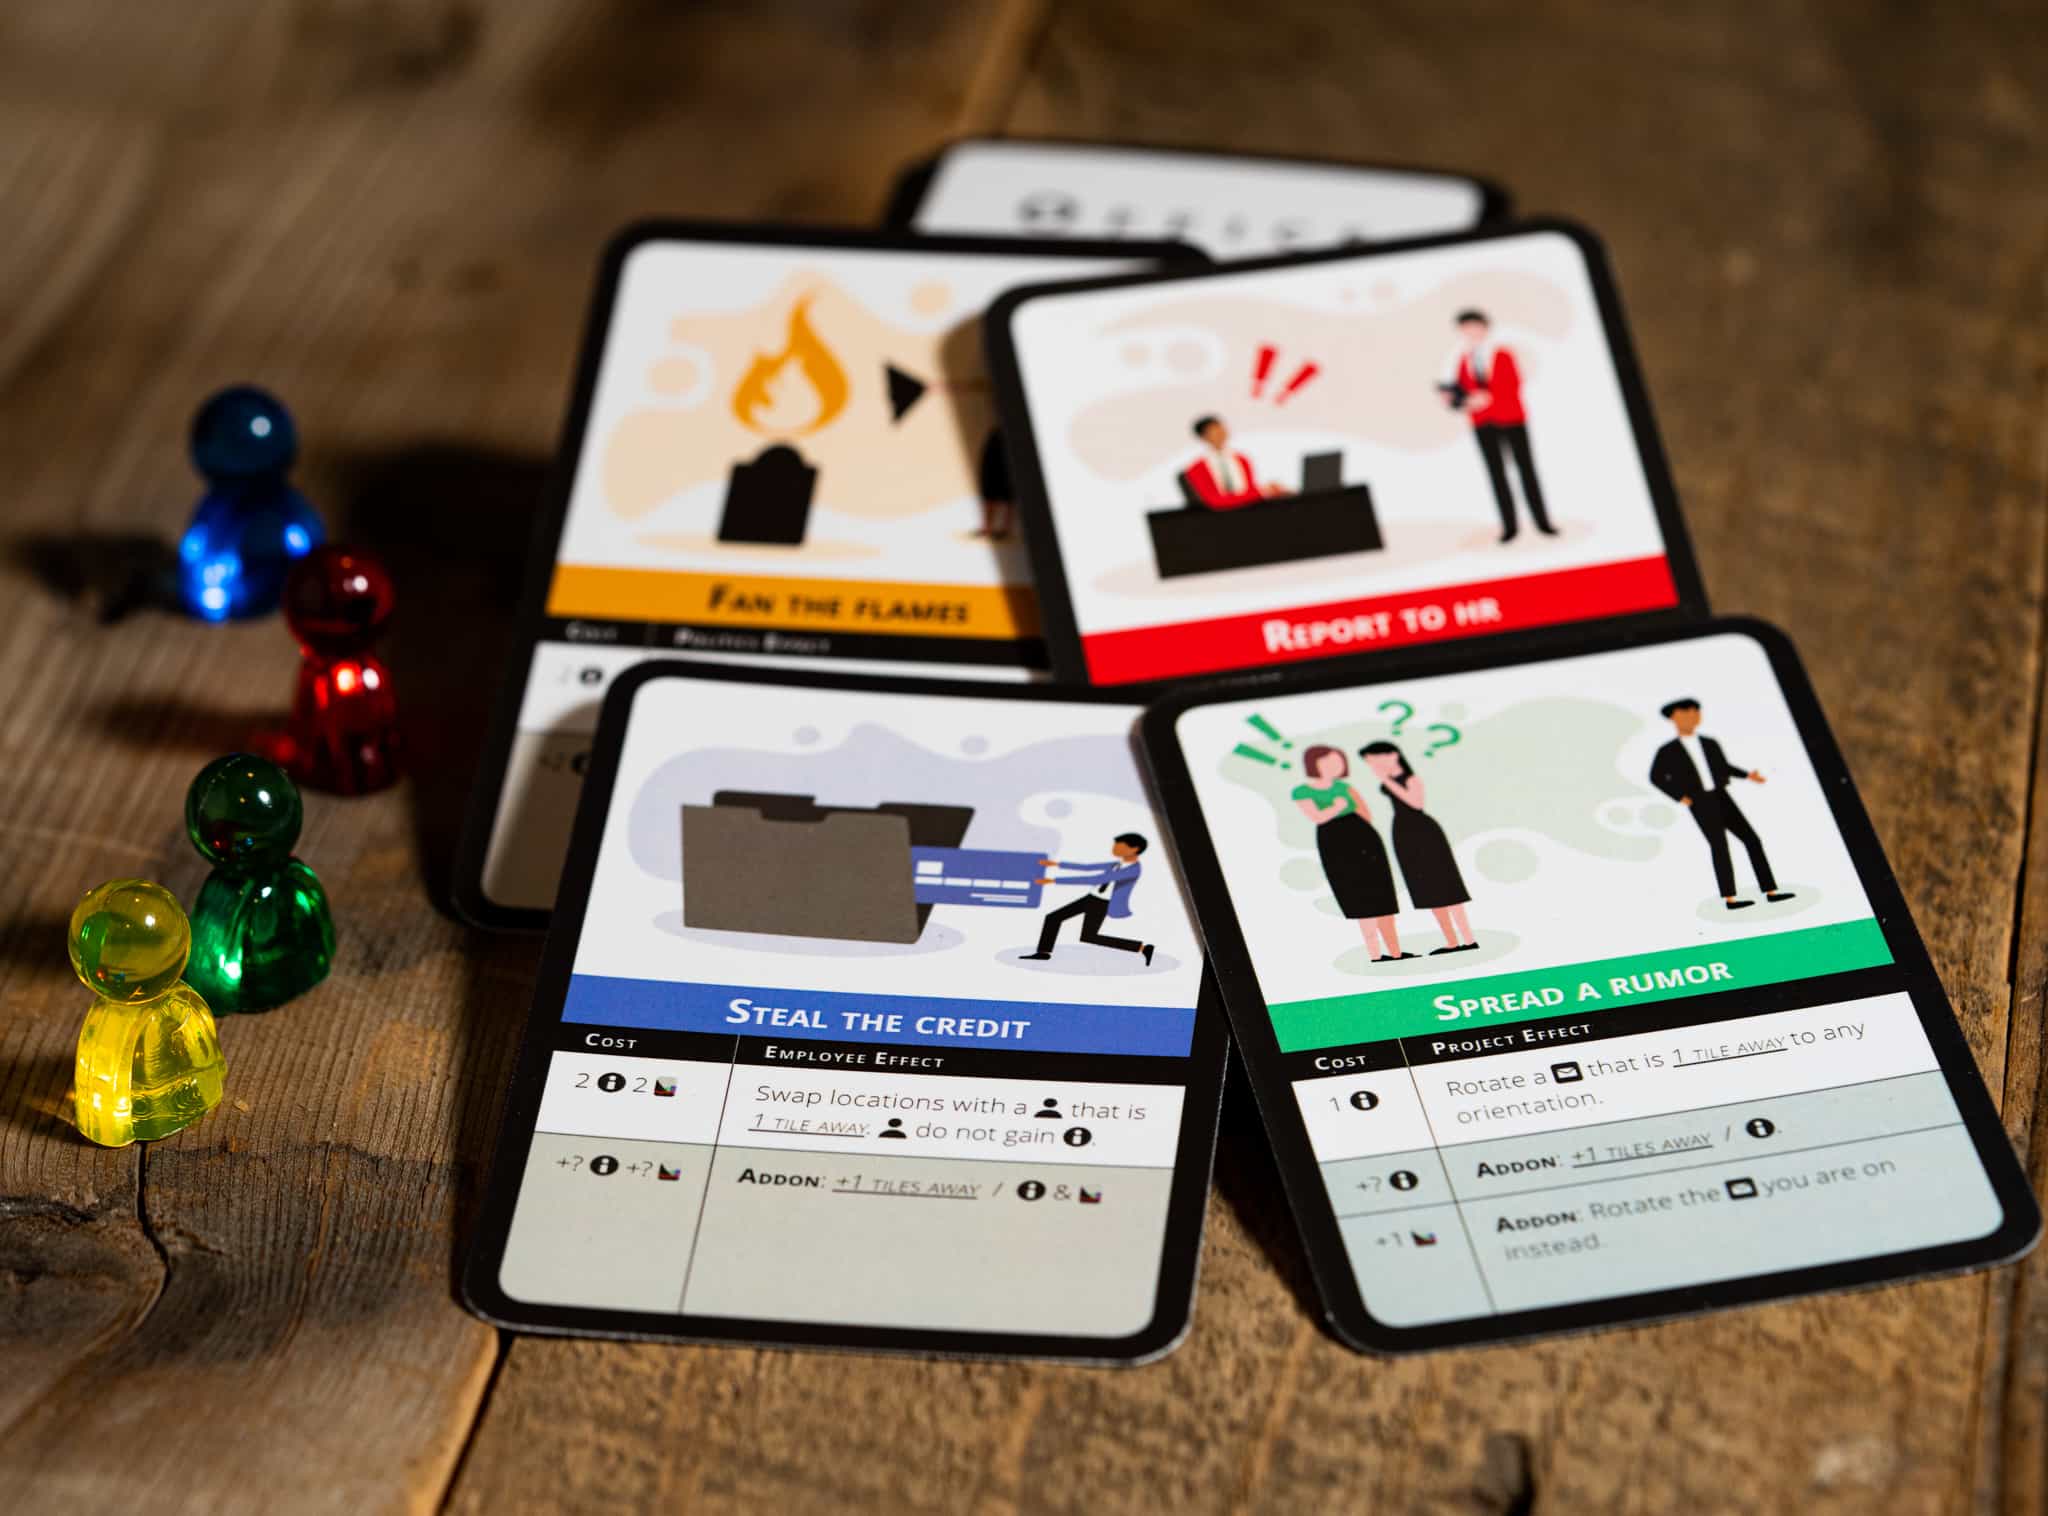 OFFICE
FAN THE FLAMES
COST
POLITICS EFFECT
REPORT TO HR
STEAL THE CREDIT
COST
EMPLOYEE EFFECT
2 2
Swap locations with a that is
1 TILE AWAY. do not gain .
+? +?
ADDON: +1 TILES AWAY / &
SPREAD A RUMOR
COST
PROJECT EFFECT
1
Rotate a that is 1 TILE AWAY to any
orientation.
+?
ADDON: +1 TILES AWAY / .
+1
ADDON: Rotate the you are on
instead.